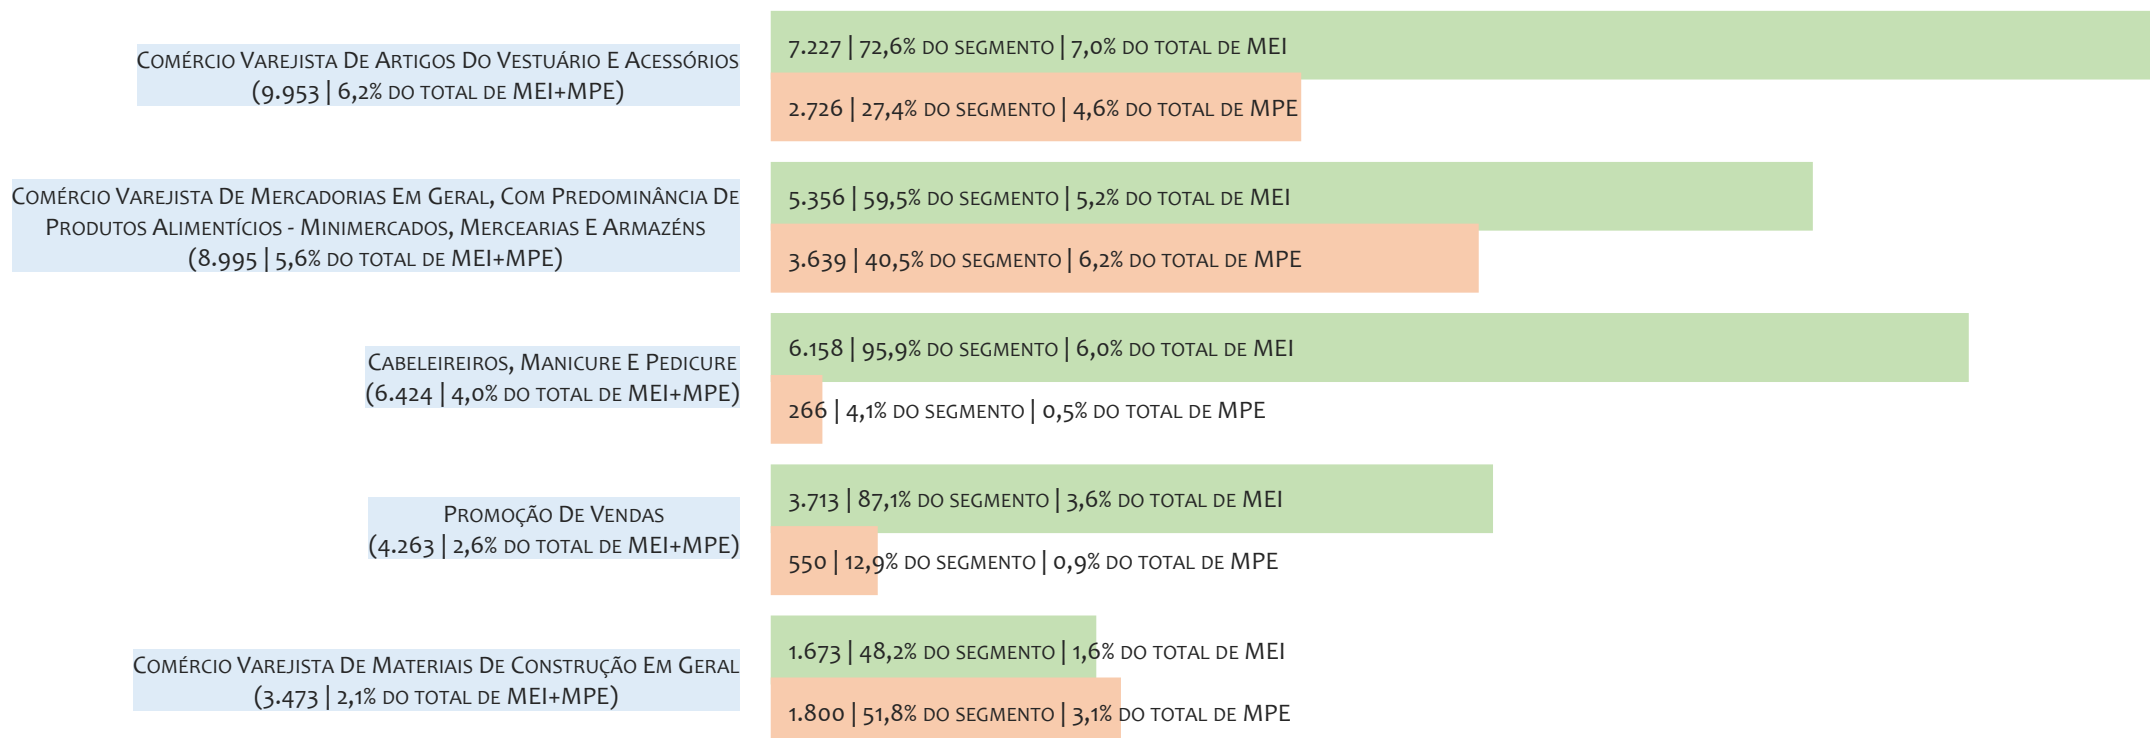 Comércio Varejista De Artigos Do Vestuário E Acessórios
(9.953 | 6,2% do total de MEI+MPE)
7.227 | 72,6% do segmento | 7,0% do total de MEI
2.726 | 27,4% do segmento | 4,6% do total de MPE
Comércio Varejista De Mercadorias Em Geral, Com Predominância De
Produtos Alimentícios - Minimercados, Mercearias E Armazéns
(8.995 | 5,6% do total de MEI+MPE)
5.356 | 59,5% do segmento | 5,2% do total de MEI
3.639 | 40,5% do segmento | 6,2% do total de MPE
Cabeleireiros, Manicure E Pedicure
(6.424 | 4,0% do total de MEI+MPE)
6.158 | 95,9% do segmento | 6,0% do total de MEI
266 | 4,1% do segmento | 0,5% do total de MPE
Promoção De Vendas
(4.263 | 2,6% do total de MEI+MPE)
3.713 | 87,1% do segmento | 3,6% do total de MEI
550 | 12,9% do segmento | 0,9% do total de MPE
Comércio Varejista De Materiais De Construção Em Geral
(3.473 | 2,1% do total de MEI+MPE)
1.673 | 48,2% do segmento | 1,6% do total de MEI
1.800 | 51,8% do segmento | 3,1% do total de MPE